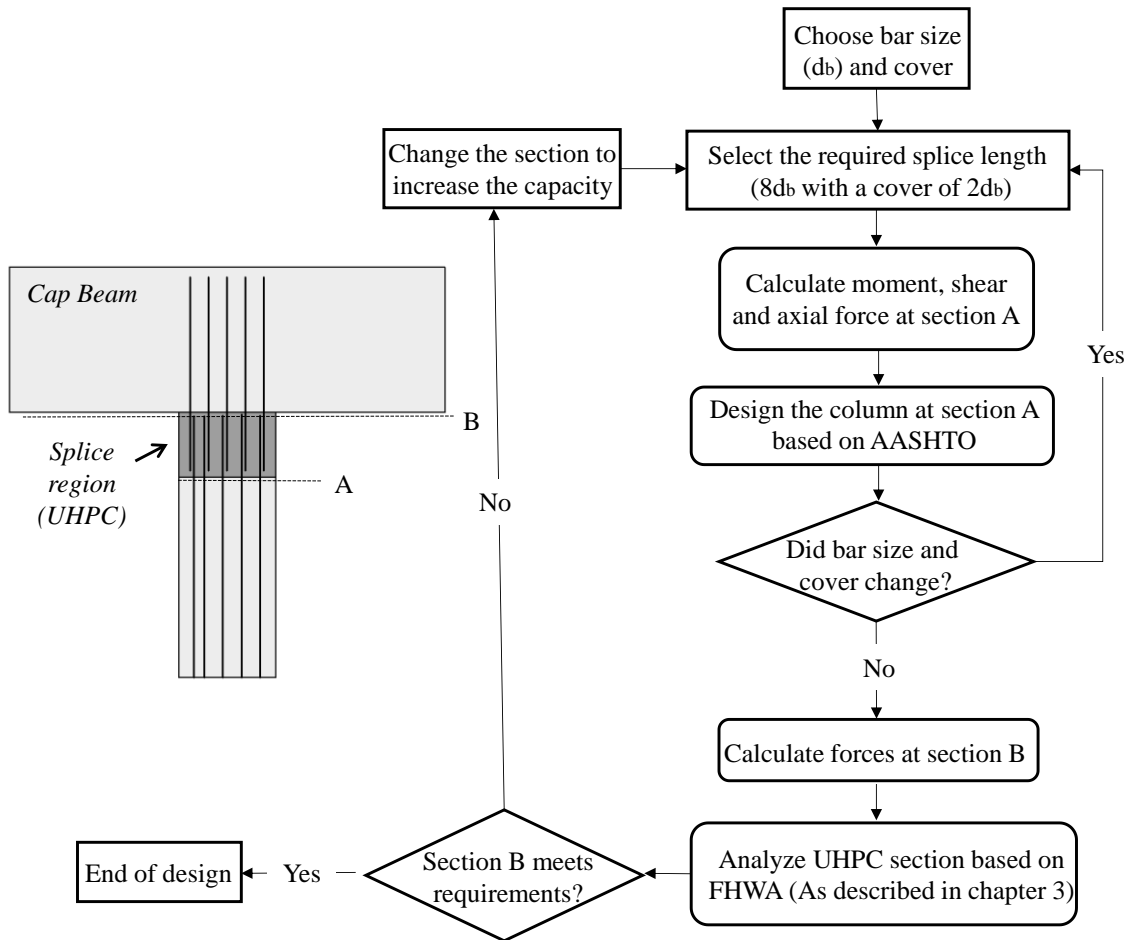 Choose bar size
(db) and cover
Change the section to
increase the capacity
Select the required splice length
(8db with a cover of 2db)
Calculate moment, shear
and axial force at section A
Yes
Design the column at section A
based on AASHTO
Cap Beam
B
Splice
region
(UHPC)
A
No
Did bar size and
cover change?
No
Calculate forces at section B
Analyze UHPC section based on
FHWA (As described in chapter 3)
Section B meets
requirements?
Yes
End of design